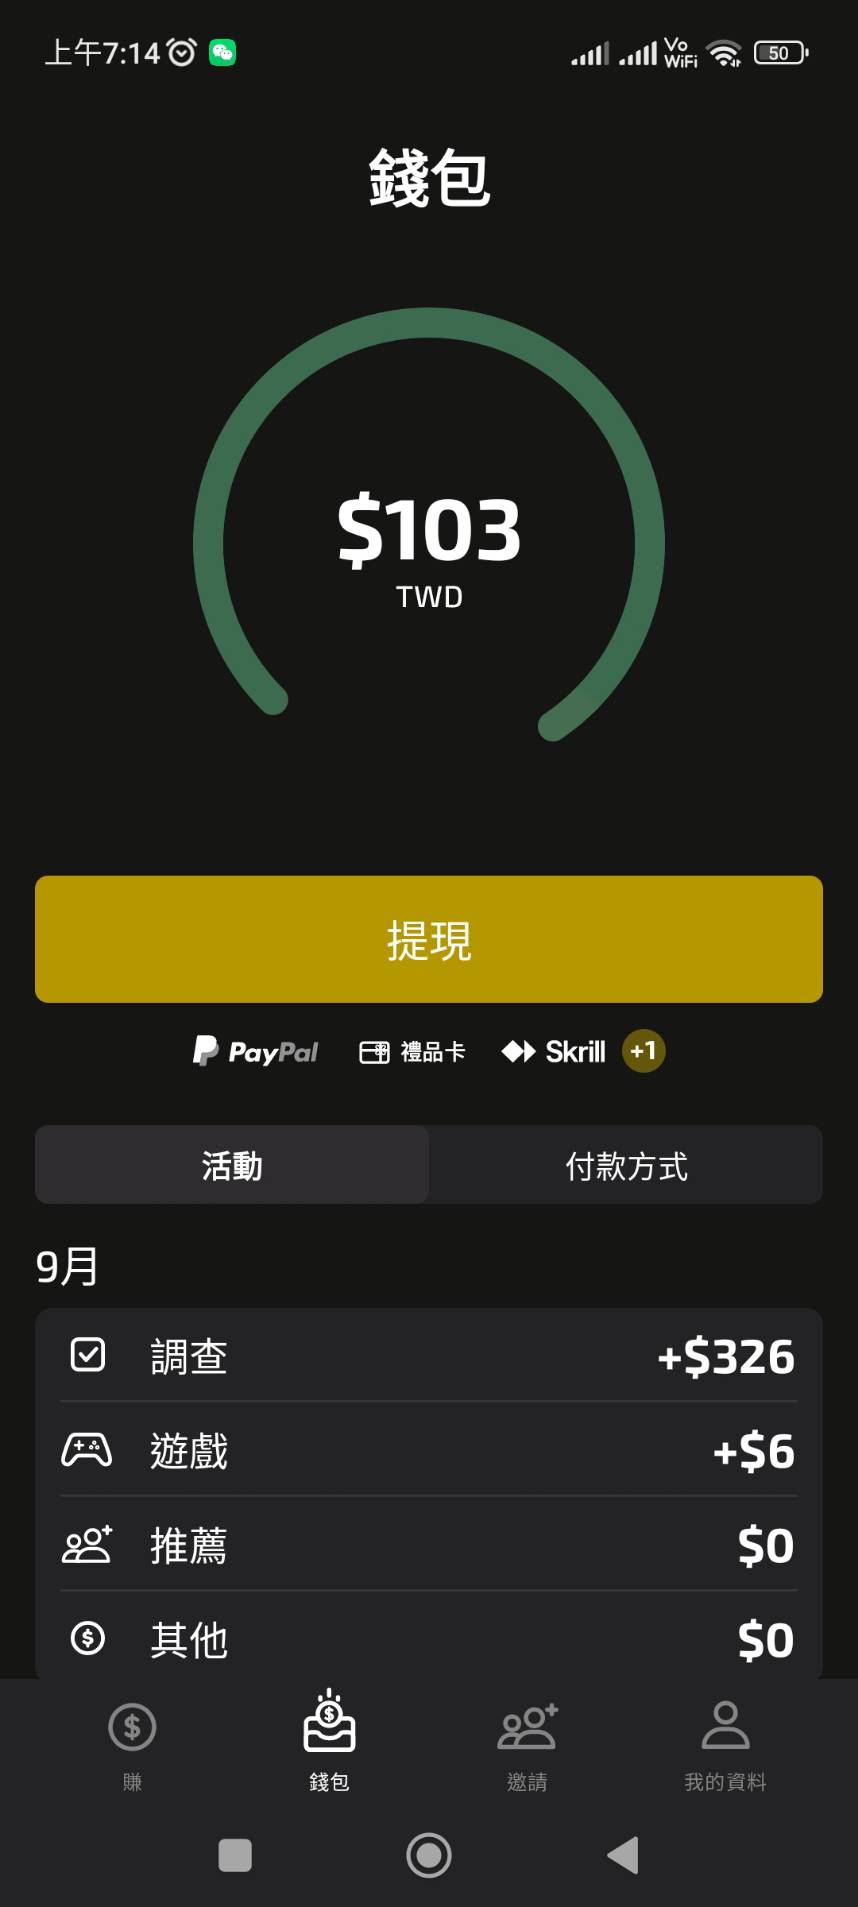 上午7:14
Vo
WiFi
50
錢包
$103
TWD
提現
PayPal 禮品卡 Skrill +1
活動 付款方式
9月
調查 +$326
遊戲 +$6
推薦 $0
其他 $0
賺 錢包 邀請 我的資料